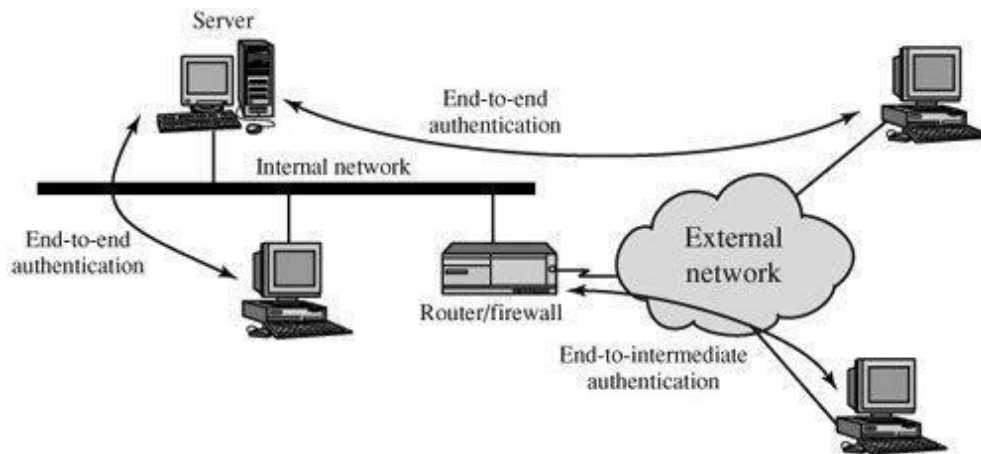 Server
End-to-end
authentication
Internal network
End-to-end
authentication
External
network
Router/firewall
End-to-intermediate
authentication